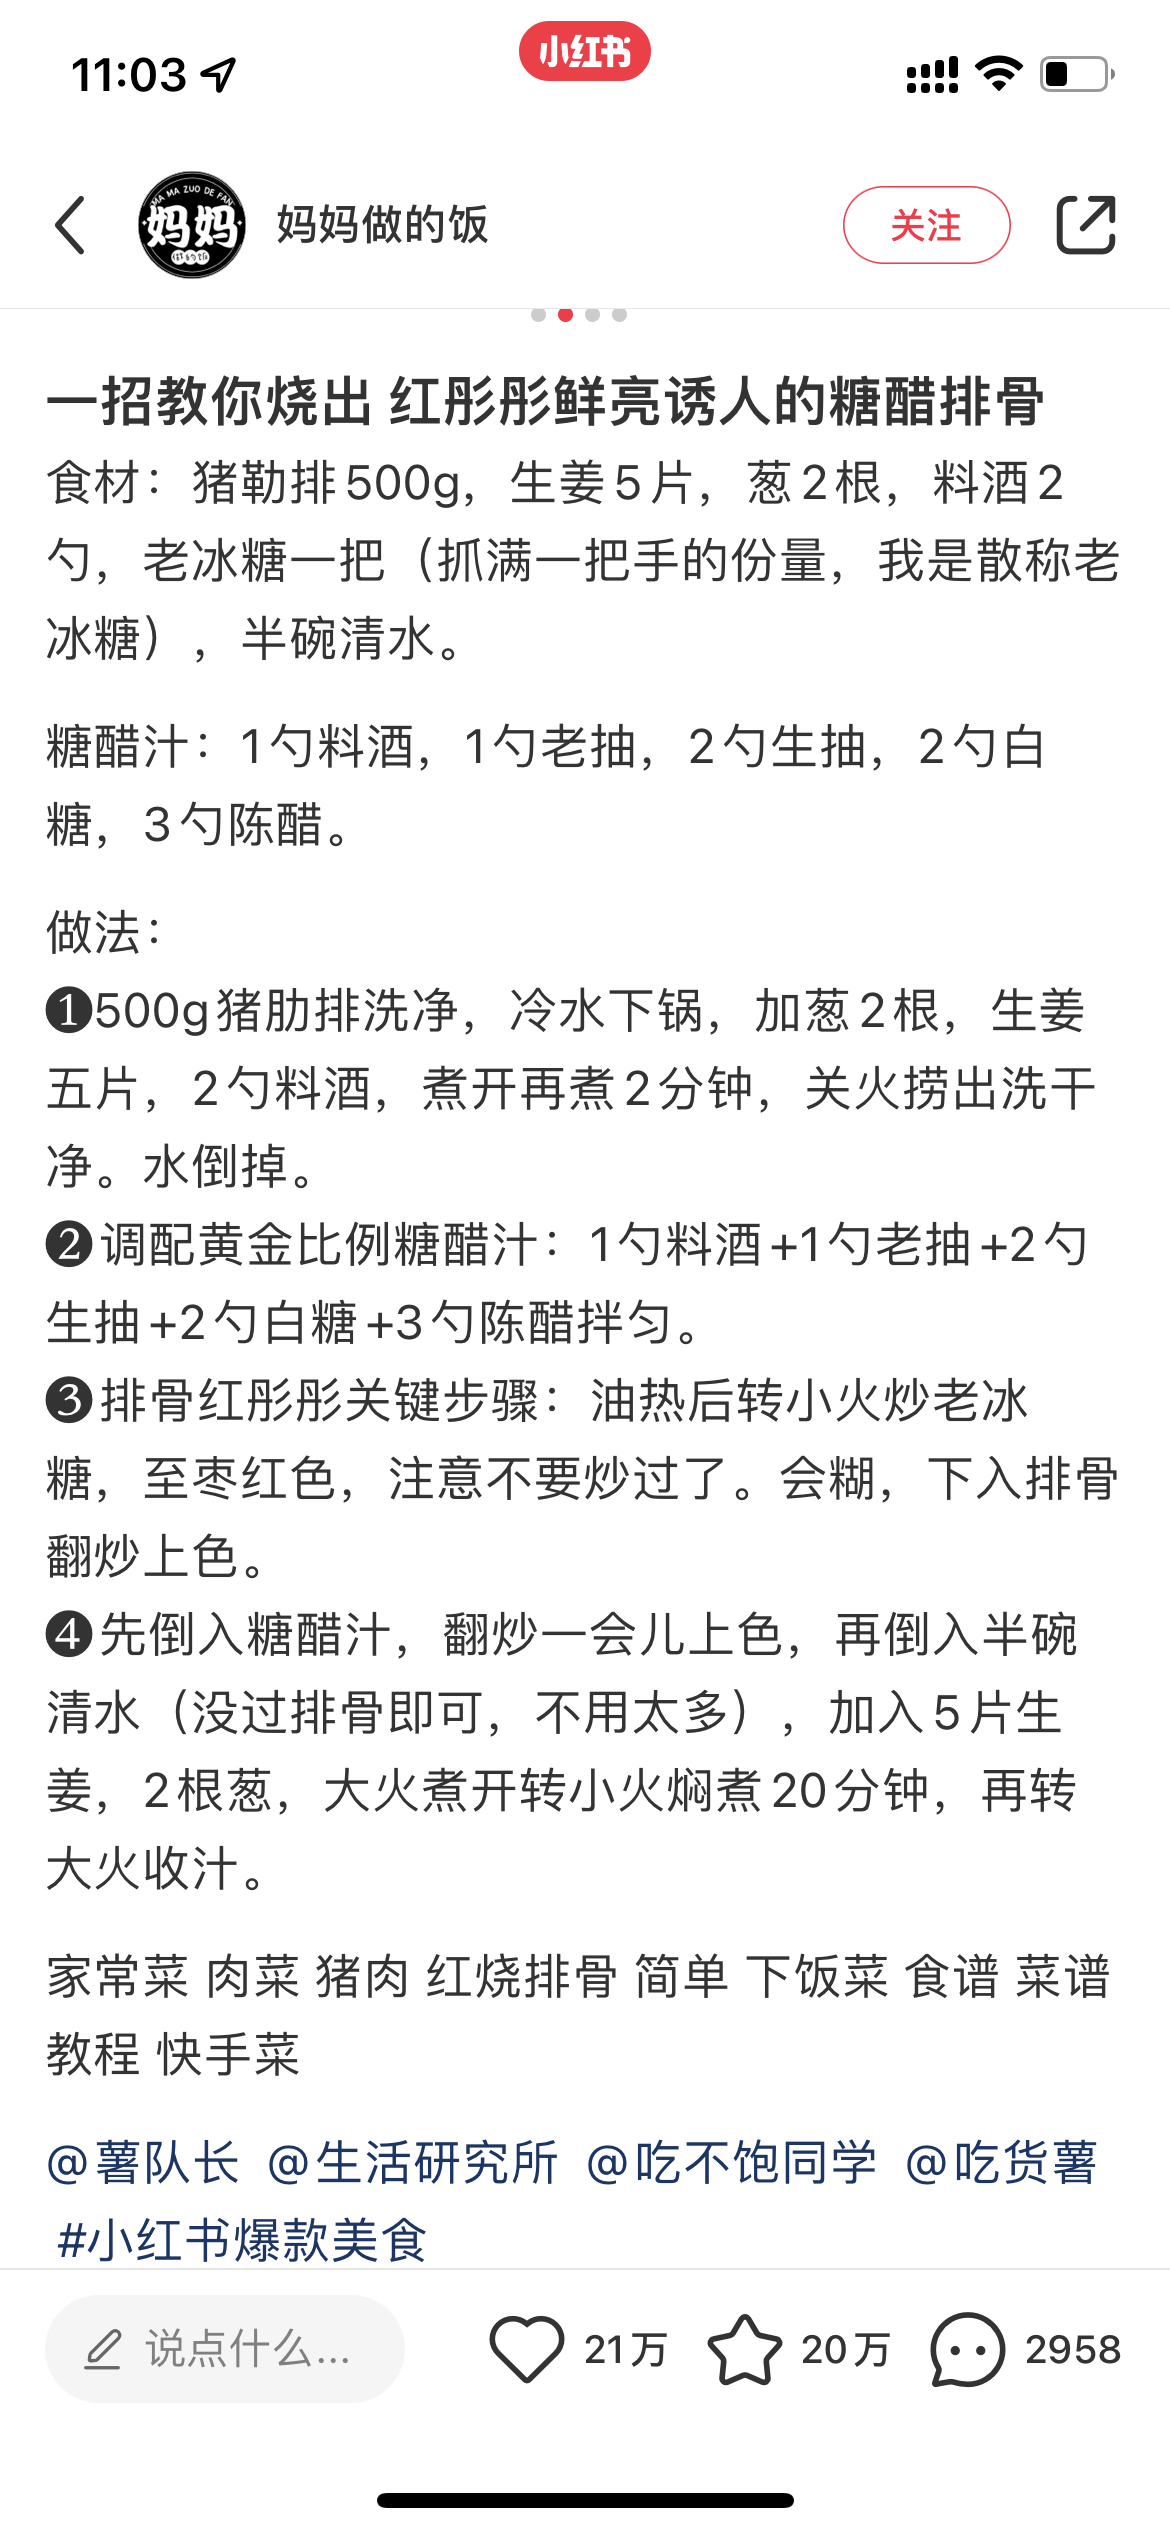 11:03
小红书
MA MA ZUO DE FAN
妈妈
做的饭
妈妈做的饭
关注
一招教你烧出 红彤彤鲜亮诱人的糖醋排骨
食材：猪勒排500g，生姜5片，葱2根，料酒2
勺，老冰糖一把（抓满一把手的份量，我是散称老
冰糖），半碗清水。
糖醋汁：1勺料酒，1勺老抽，2勺生抽，2勺白
糖，3勺陈醋。
做法：
❶500g猪肋排洗净，冷水下锅，加葱2根，生姜
五片，2勺料酒，煮开再煮2分钟，关火捞出洗干
净。水倒掉。
❷调配黄金比例糖醋汁：1勺料酒+1勺老抽+2勺
生抽+2勺白糖+3勺陈醋拌匀。
❸排骨红彤彤关键步骤：油热后转小火炒老冰
糖，至枣红色，注意不要炒过了。会糊，下入排骨
翻炒上色。
❹先倒入糖醋汁，翻炒一会儿上色，再倒入半碗
清水（没过排骨即可，不用太多），加入5片生
姜，2根葱，大火煮开转小火焖煮20分钟，再转
大火收汁。
家常菜 肉菜 猪肉 红烧排骨 简单 下饭菜 食谱 菜谱
教程 快手菜
@薯队长 @生活研究所 @吃不饱同学 @吃货薯
#小红书爆款美食
说点什么...
21万
20万
2958